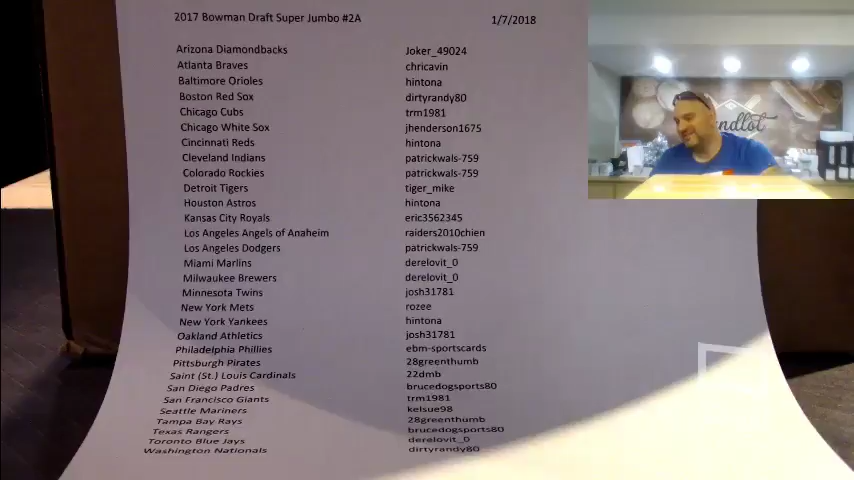 2017 Bowman Draft Super Jumbo #2A 1/7/2018
Arizona Diamondbacks Joker_49024
Atlanta Braves chricavin
Baltimore Orioles hintona
Boston Red Sox dirtyrandy80
Chicago Cubs trm1981
Chicago White Sox jhenderson1675
Cincinnati Reds hintona
Cleveland Indians patrickwals-759
Colorado Rockies patrickwals-759
Detroit Tigers tiger_mike
Houston Astros hintona
Kansas City Royals eric3562345
Los Angeles Angels of Anaheim raiders2010chien
Los Angeles Dodgers patrickwals-759
Miami Marlins derelovit_0
Milwaukee Brewers derelovit_0
Minnesota Twins josh31781
New York Mets rozee
New York Yankees hintona
Oakland Athletics josh31781
Philadelphia Phillies ebm-sportscards
Pittsburgh Pirates 28greenthumb
Saint (St.) Louis Cardinals 22dmb
San Diego Padres brucedogsports80
San Francisco Giants trm1981
Seattle Mariners kelsue98
Tampa Bay Rays 28greenthumb
Texas Rangers brucedogsports80
Toronto Blue Jays derelovit_0
Washington Nationals dirtyrandy80